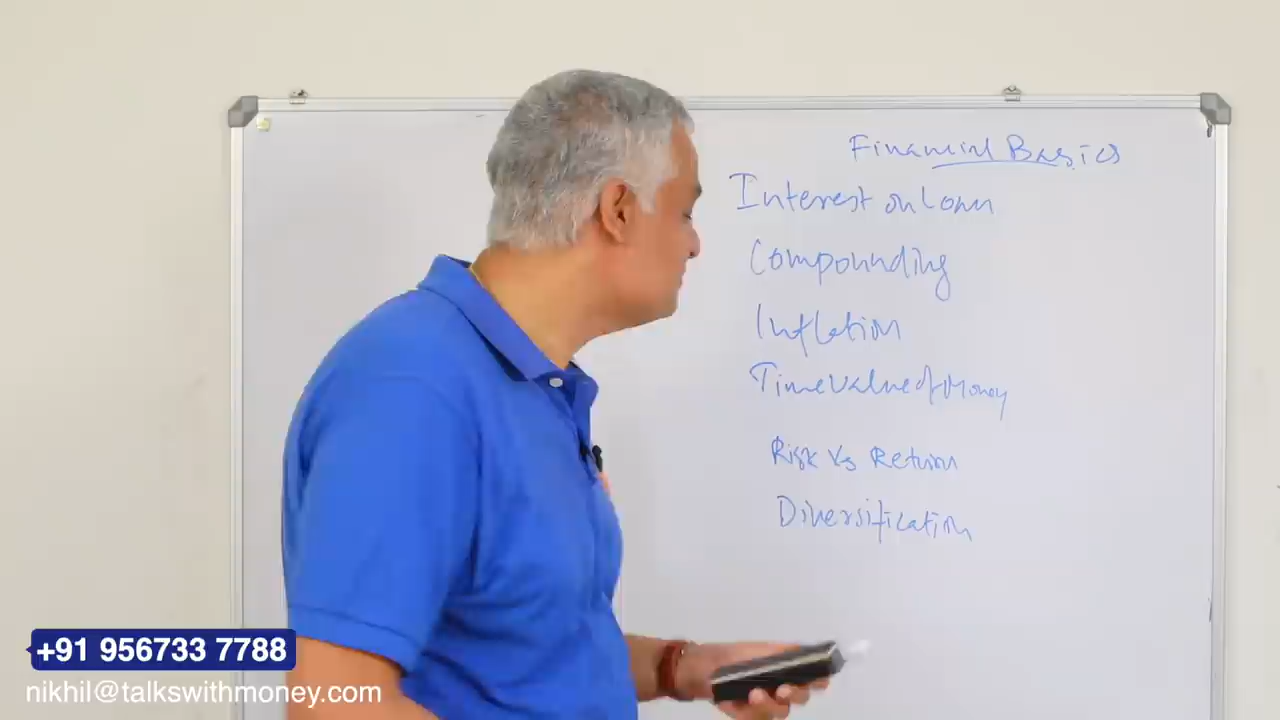 Financial Basics
Interest on Loan
Compounding
Inflation
Time Value of Money
Risk Vs Return
Diversification
+91 956733 7788
nikhil@talkswithmoney.com